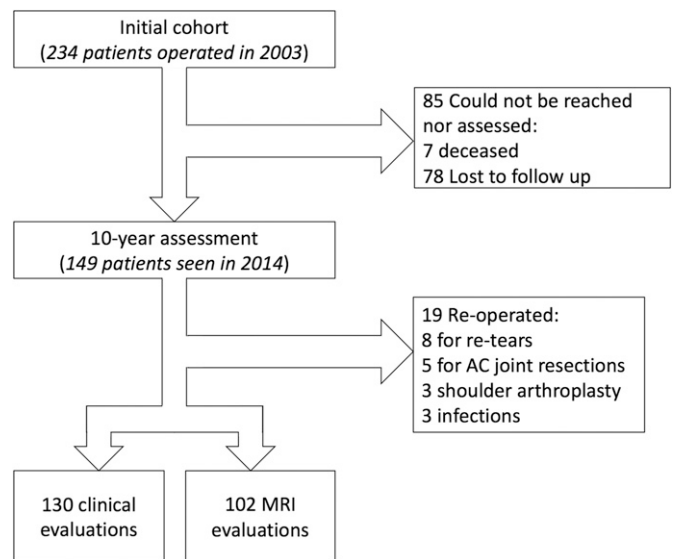 Initial cohort
(234 patients operated in 2003)
85 Could not be reached
nor assessed:
7 deceased
78 Lost to follow up
10-year assessment
(149 patients seen in 2014)
19 Re-operated:
8 for re-tears
5 for AC joint resections
3 shoulder arthroplasty
3 infections
130 clinical
evaluations
102 MRI
evaluations